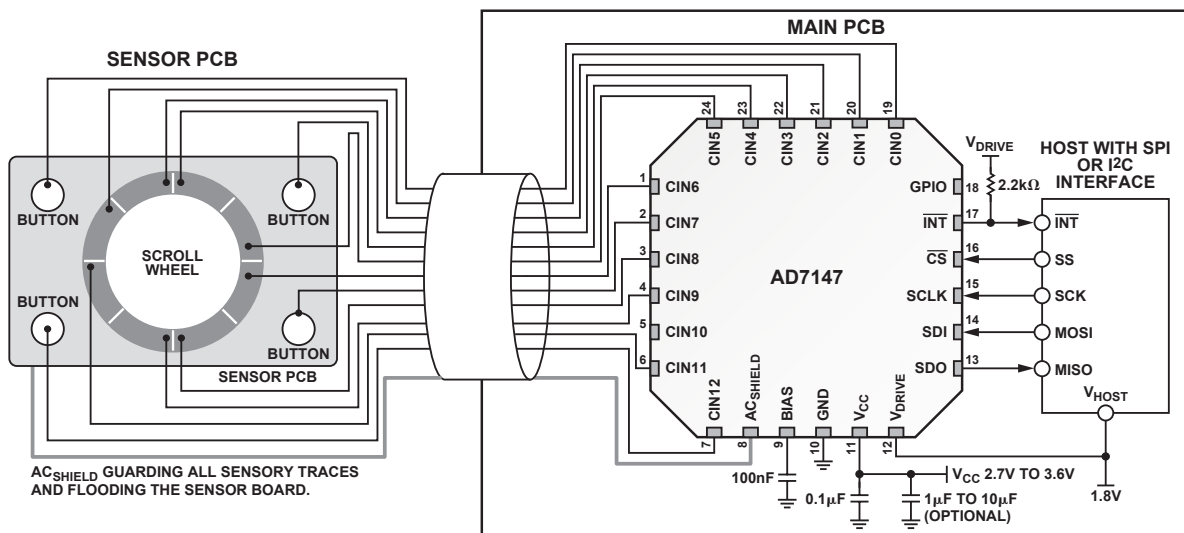 SENSOR PCB
MAIN PCB
BUTTON
BUTTON
SCROLL
WHEEL
BUTTON
BUTTON
SENSOR PCB
AC_SHIELD GUARDING ALL SENSORY TRACES
AND FLOODING THE SENSOR BOARD.
24
23
22
21
20
19
CIN5
CIN4
CIN3
CIN2
CIN1
CIN0
1
CIN6
2
CIN7
3
CIN8
4
CIN9
5
CIN10
6
CIN11
AD7147
GPIO
18
INT
17
CS
16
SCLK
15
SDI
14
SDO
13
CIN12
AC_SHIELD
BIAS
GND
V_CC
V_DRIVE
7
8
9
10
11
12
V_DRIVE
2.2kΩ
HOST WITH SPI
OR I²C
INTERFACE
INT
SS
SCK
MOSI
MISO
V_HOST
100nF
0.1µF
V_CC 2.7V TO 3.6V
1µF TO 10µF
(OPTIONAL)
1.8V